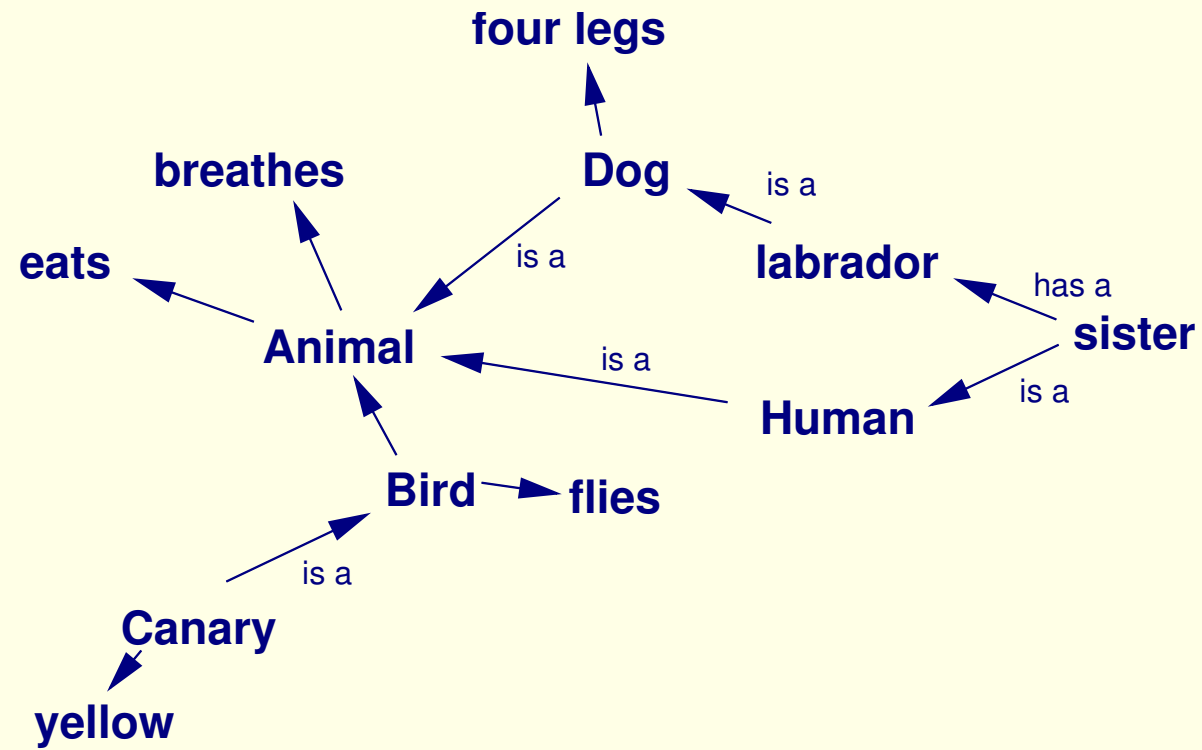 four legs
breathes
Dog
is a
eats
is a
labrador
has a
sister
Animal
is a
is a
Human
Bird
flies
is a
Canary
yellow